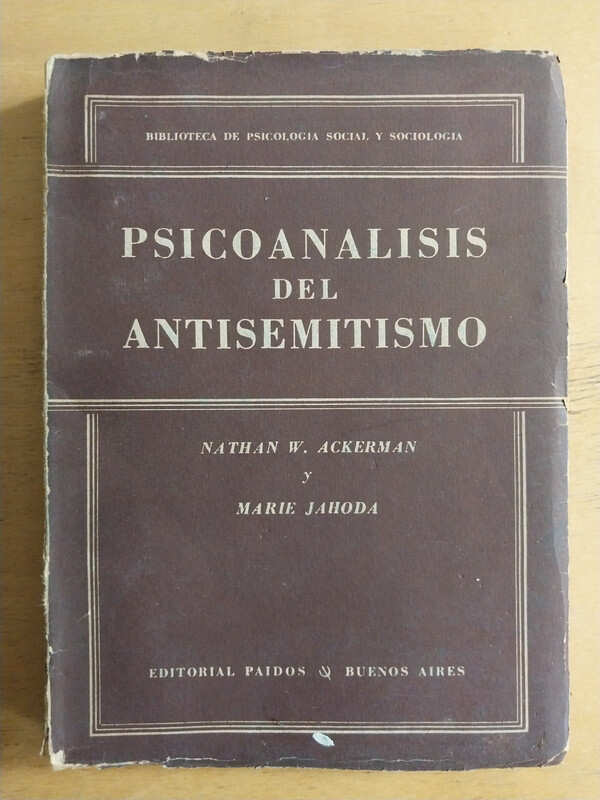 BIBLIOTECA DE PSICOLOGIA SOCIAL Y SOCIOLOGIA
PSICOANALISIS
DEL
ANTISEMITISMO
NATHAN W. ACKERMAN
y
MARIE JAHODA
EDITORIAL PAIDOS BUENOS AIRES